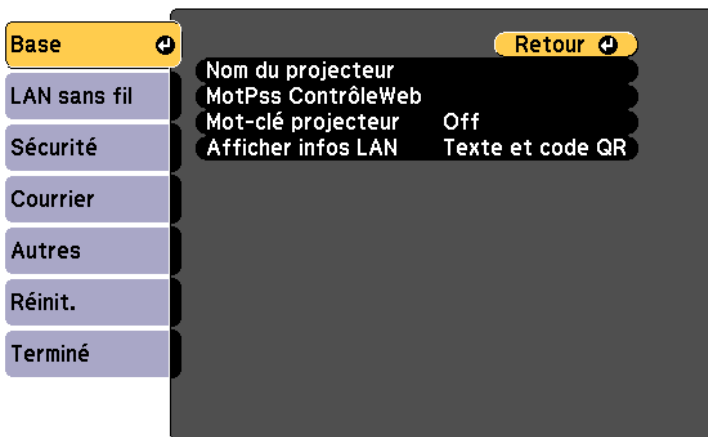 Base
LAN sans fil
Sécurité
Courrier
Autres
Réinit.
Terminé
Retour
Nom du projecteur
MotPss ContrôleWeb
Mot-clé projecteur Off
Afficher infos LAN Texte et code QR